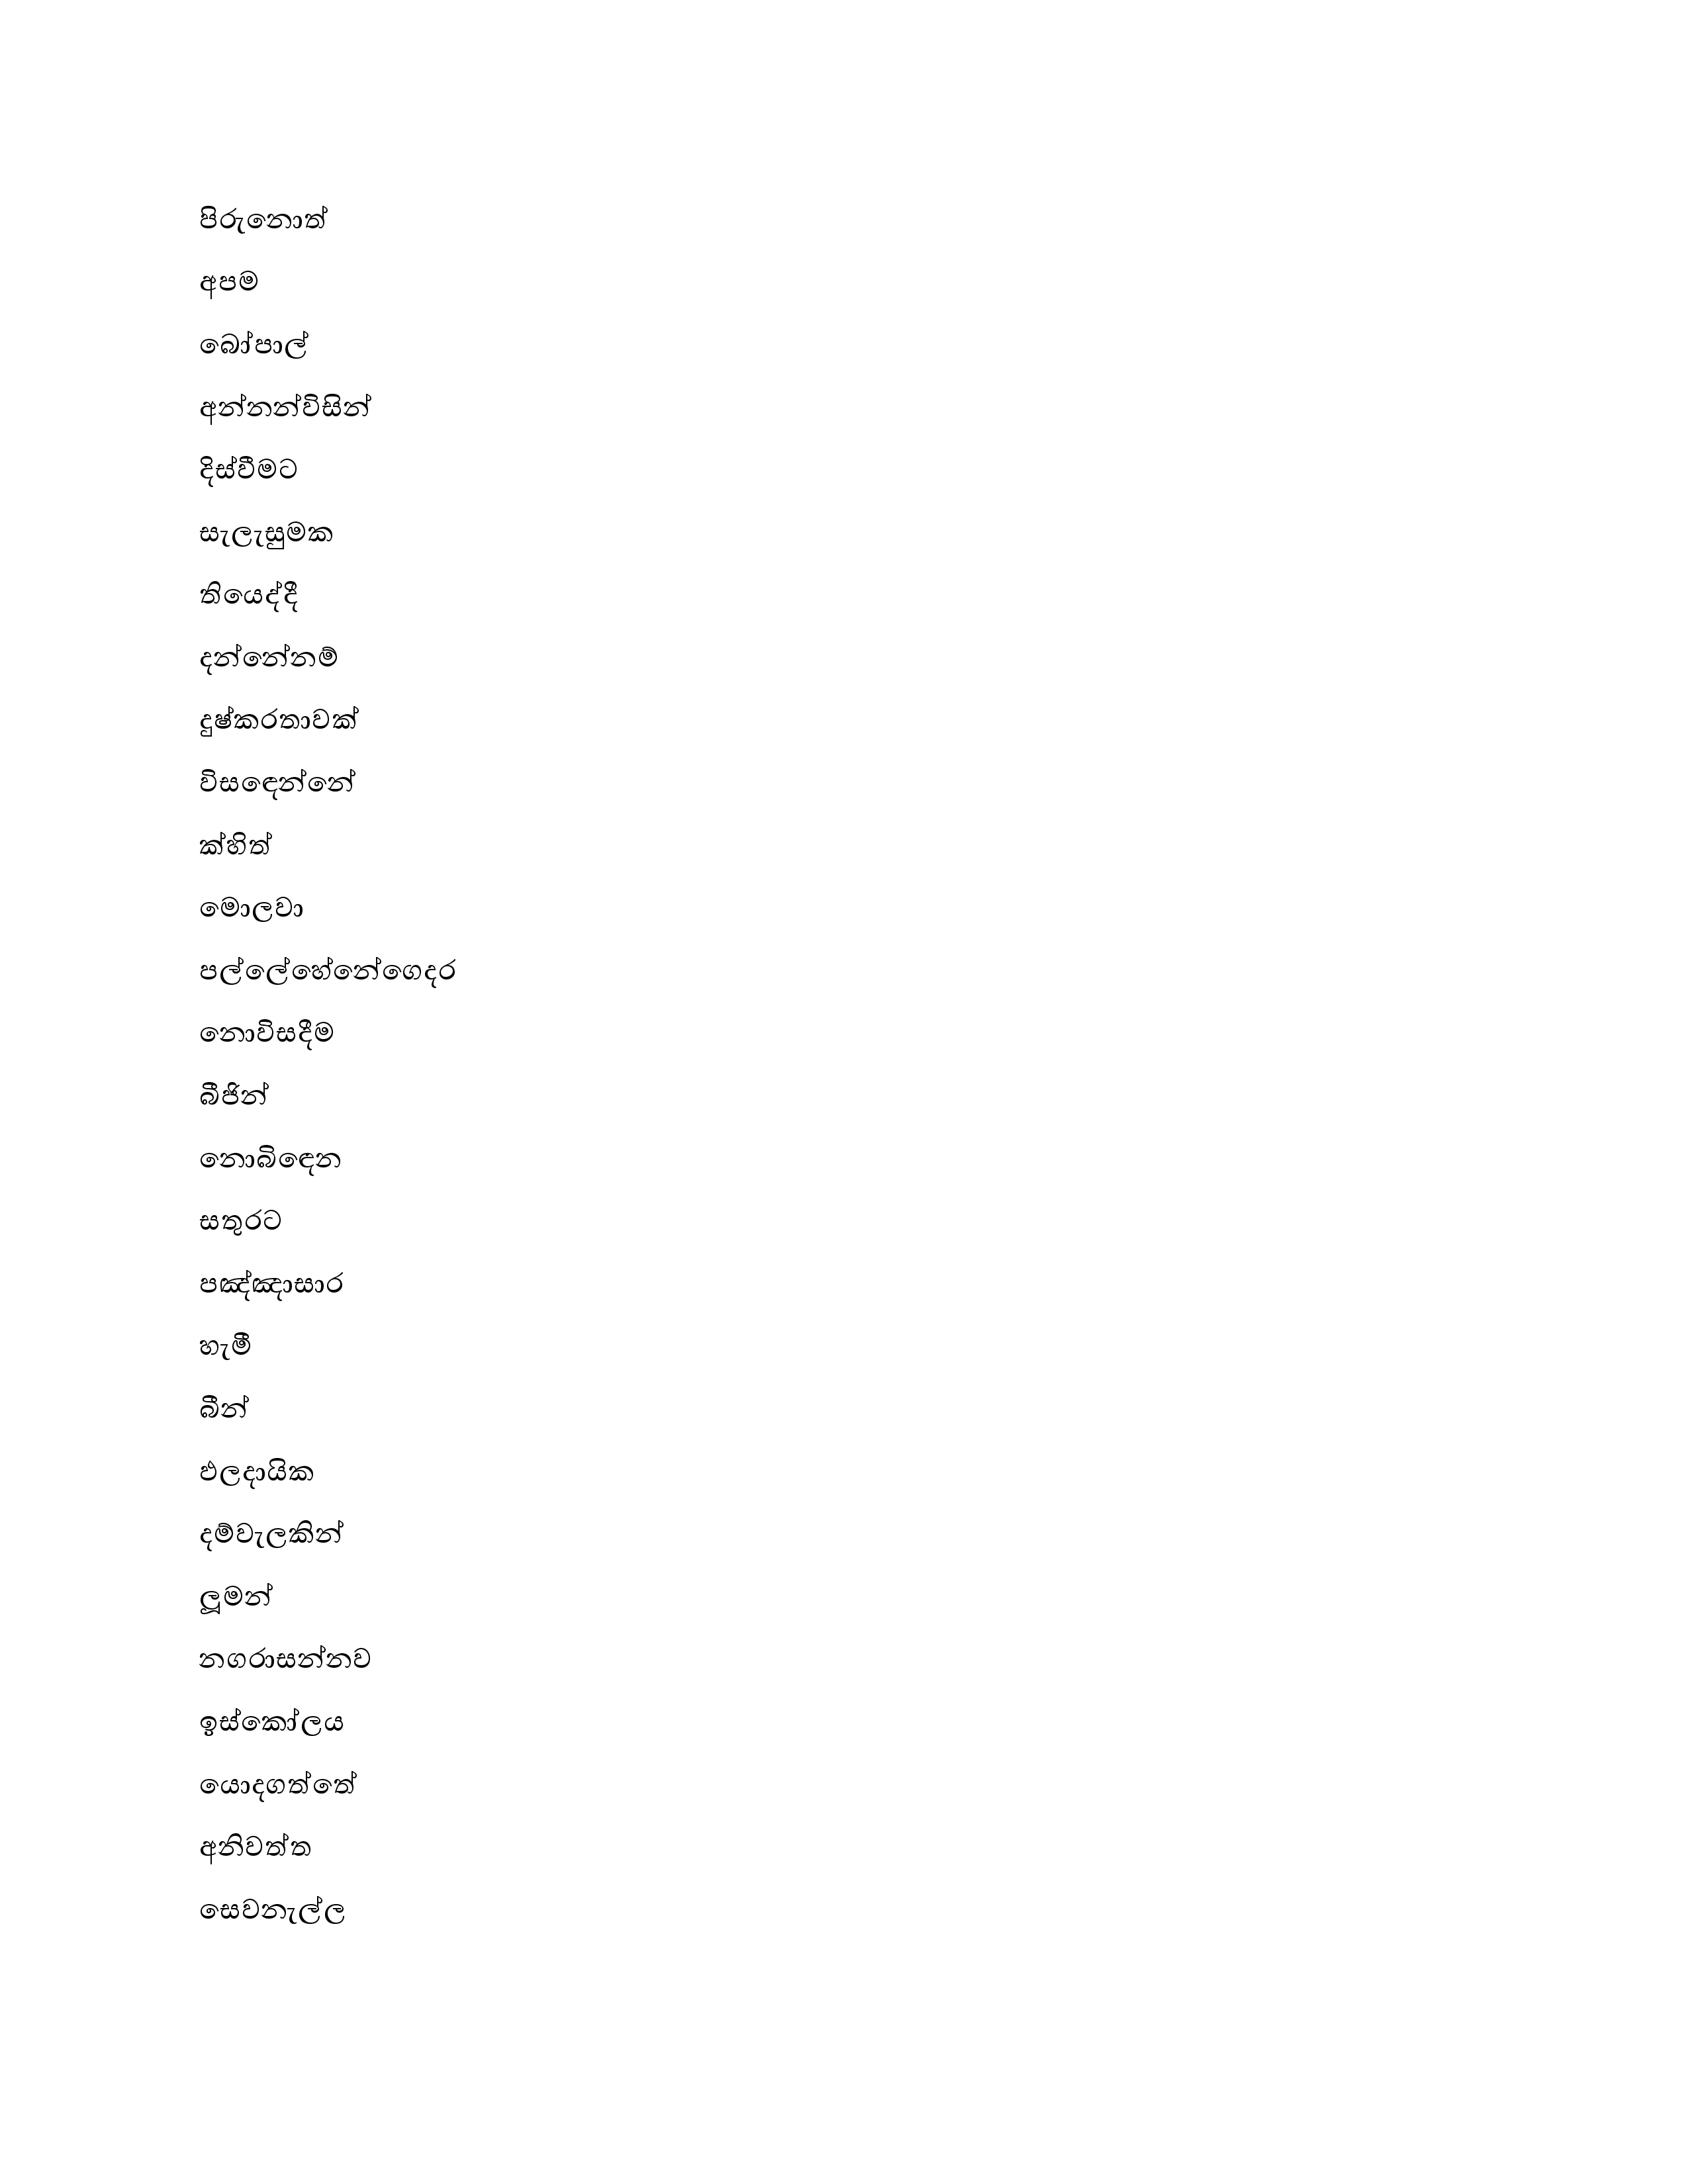 පිරුනොත්
අපම
බෝපාල්
අන්නන්විසින්
දිස්වීමට
සැලැසුමක
තියෙද්දී
දන්නේනම්
දුෂ්කරතාවක්
විසඳෙන්නේ
ක්හිත්
මොලවා
පල්ලේහේනේගෙදර
නොවිසදීම
බීජින්
නොබිඳෙන
සතුරට
පඤ්ඤාසාර
හැමී
බීන්
ඵලදායික
දම්වැලකින්
ලූමන්
නගරාසන්නව
ඉස්කෝලය
යොදගත්තේ
අනිවත්ත
සෙවනැල්ල